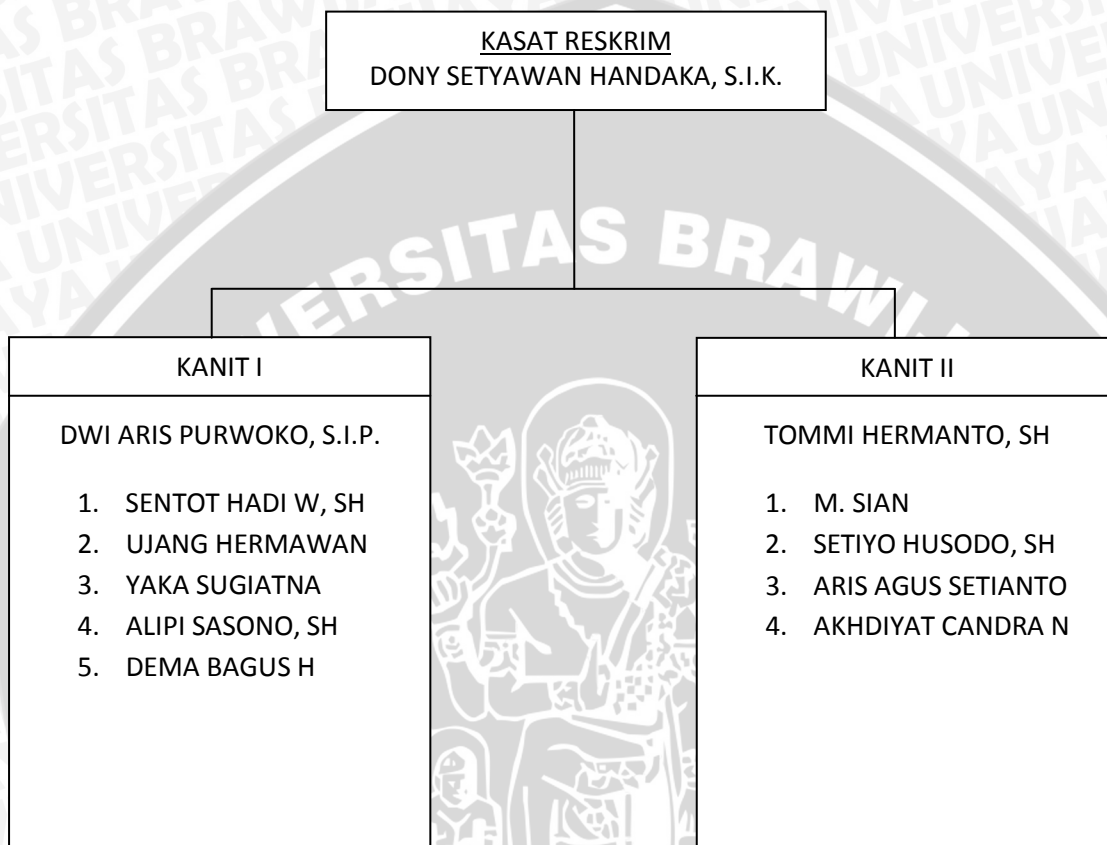 KASAT RESKRIM
DONY SETYAWAN HANDAKA, S.I.K.
KANIT I
DWI ARIS PURWOKO, S.I.P.
1. SENTOT HADI W, SH
2. UJANG HERMAWAN
3. YAKA SUGIATNA
4. ALIPI SASONO, SH
5. DEMA BAGUS H
KANIT II
TOMMI HERMANTO, SH
1. M. SIAN
2. SETIYO HUSODO, SH
3. ARIS AGUS SETIANTO
4. AKHDIYAT CANDRA N
ERSITAS BRAWIJ